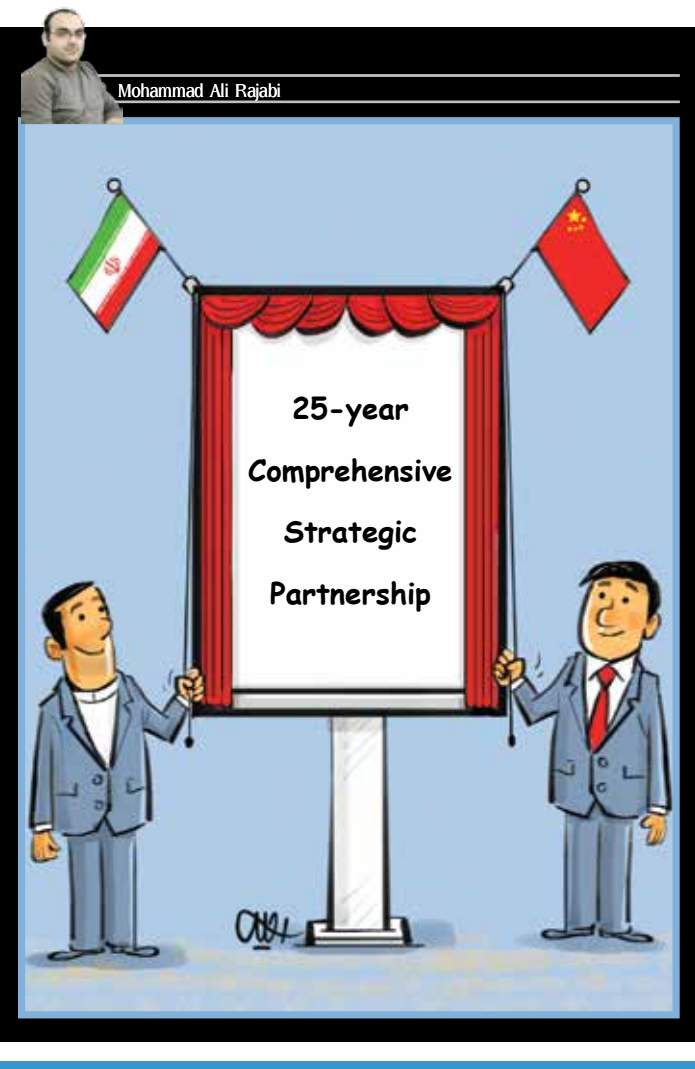 Mohammad Ali Rajabi
25-year
Comprehensive
Strategic
Partnership